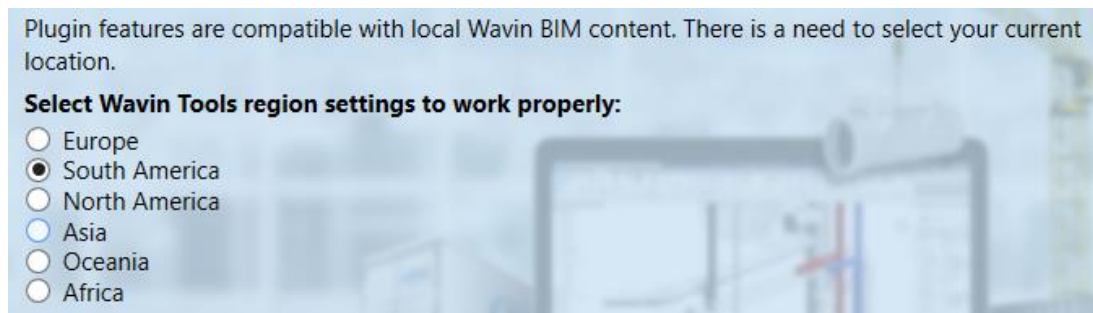 Plugin features are compatible with local Wavin BIM content. There is a need to select your current
location.
Select Wavin Tools region settings to work properly:
Europe
South America
North America
Asia
Oceania
Africa